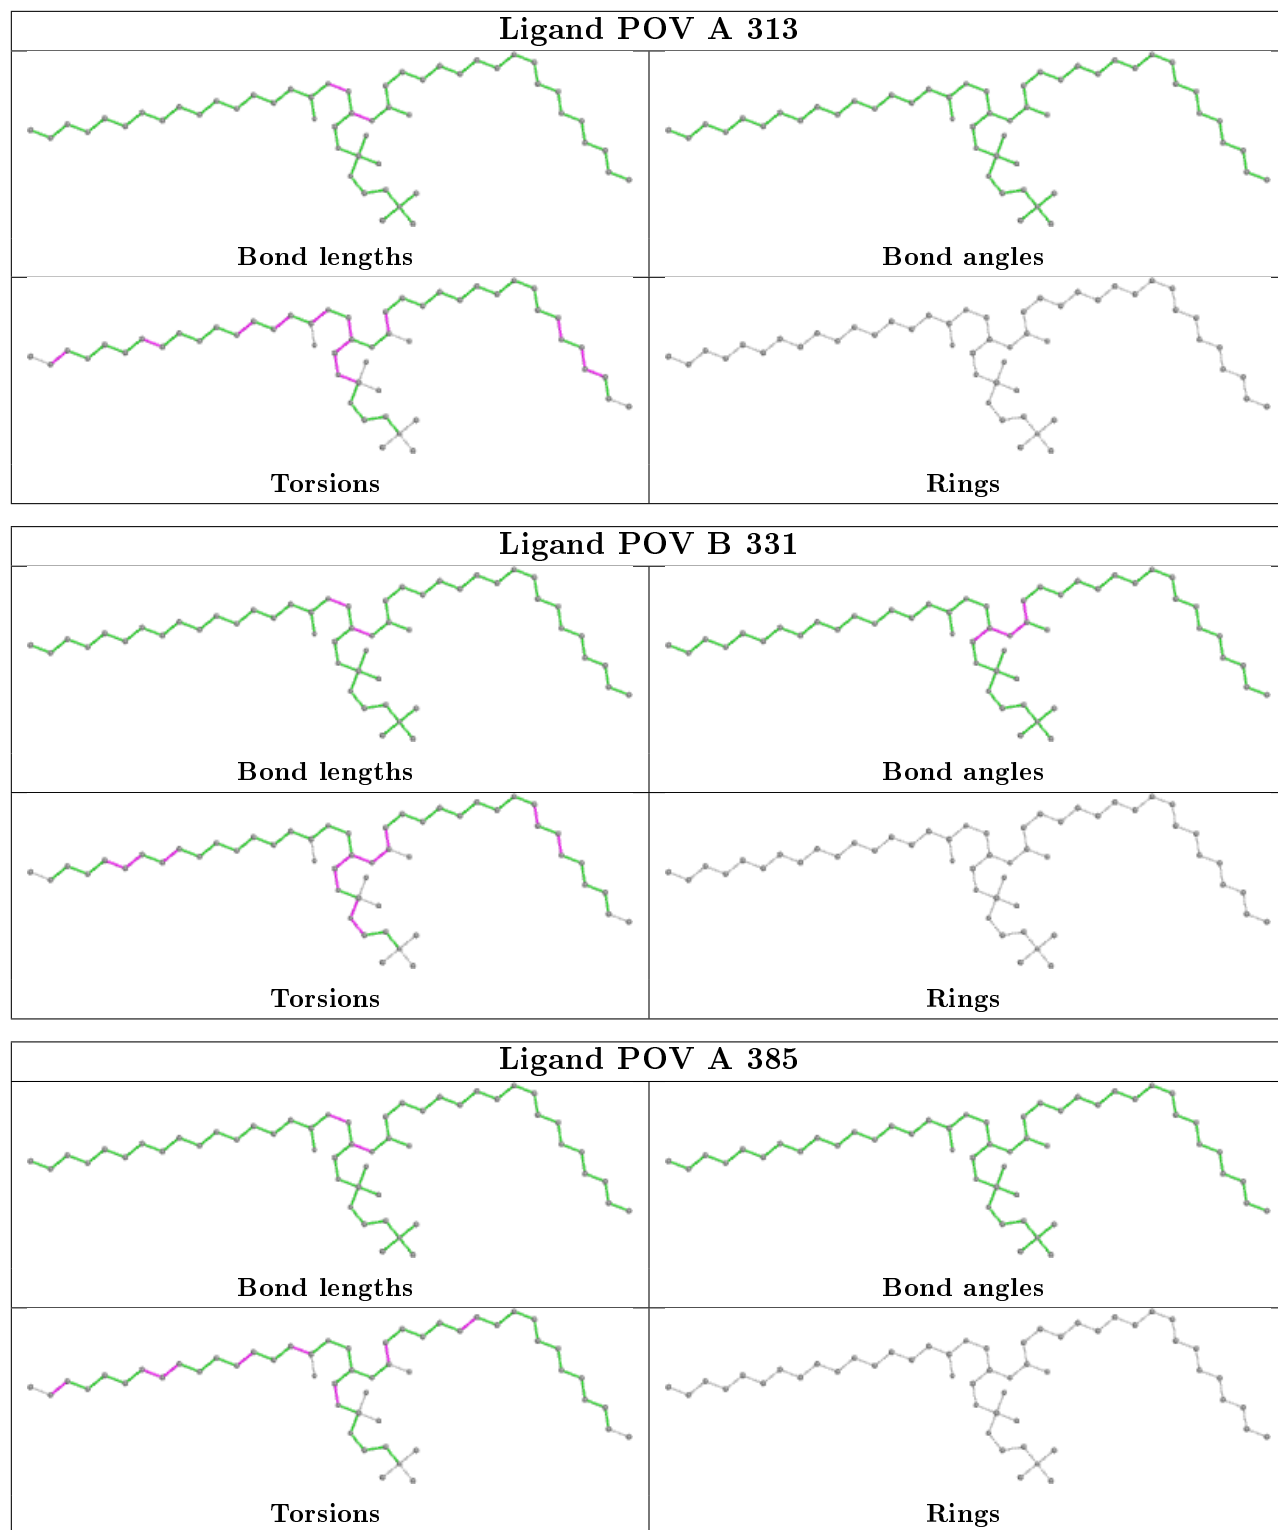 Ligand POV A 313
Bond lengths
Bond angles
Torsions
Rings
Ligand POV B 331
Bond lengths
Bond angles
Torsions
Rings
Ligand POV A 385
Bond lengths
Bond angles
Torsions
Rings